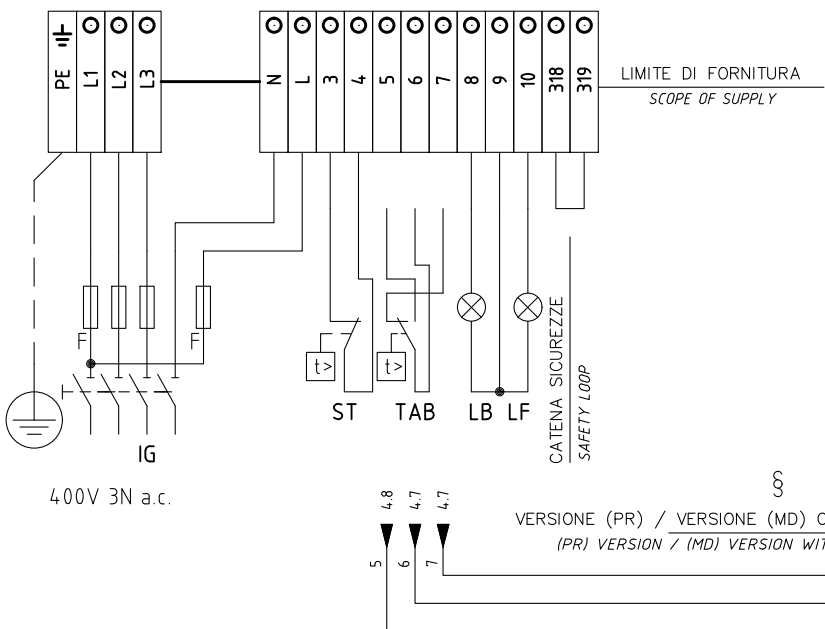 PE L1 L2 L3 N L 3 4 5 6 7 8 9 10 318 319
LIMITE DI FORNITURA
SCOPE OF SUPPLY
F F
t> t>
CATENA SICUREZZE
SAFETY LOOP
ST TAB LB LF
IG
400V 3N a.c.
4.8 4.7 4.7
§
VERSIONE (PR) / VERSIONE (MD) C
(PR) VERSION / (MD) VERSION WIT
5 6 7